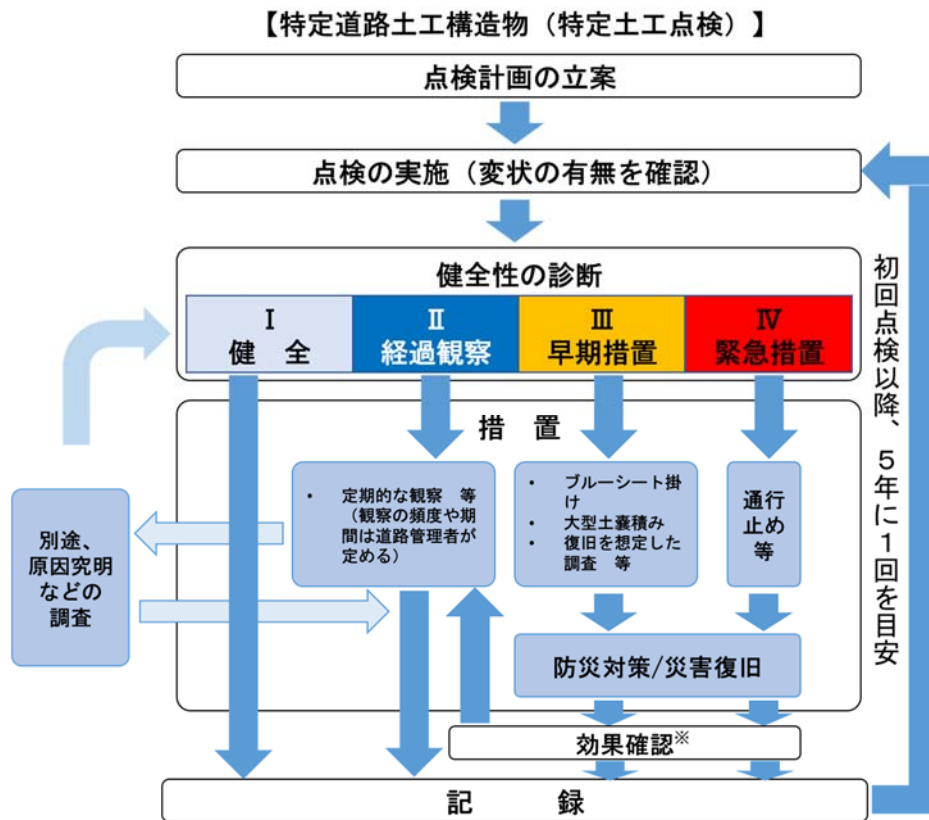 【特定道路土工構造物（特定土工点検）】
点検計画の立案
点検の実施（変状の有無を確認）
健全性の診断
Ⅰ
健　全
Ⅱ
経過観察
Ⅲ
早期措置
Ⅳ
緊急措置
措　置
・ 定期的な観察　等
（観察の頻度や期
間は道路管理者が
定める）
・ ブルーシート掛
け
・ 大型土嚢積み
・ 復旧を想定した
調査　等
通行
止め
等
別途、
原因究明
などの
調査
防災対策/災害復旧
効果確認※
記　　録
初回点検以降、５年に１回を目安